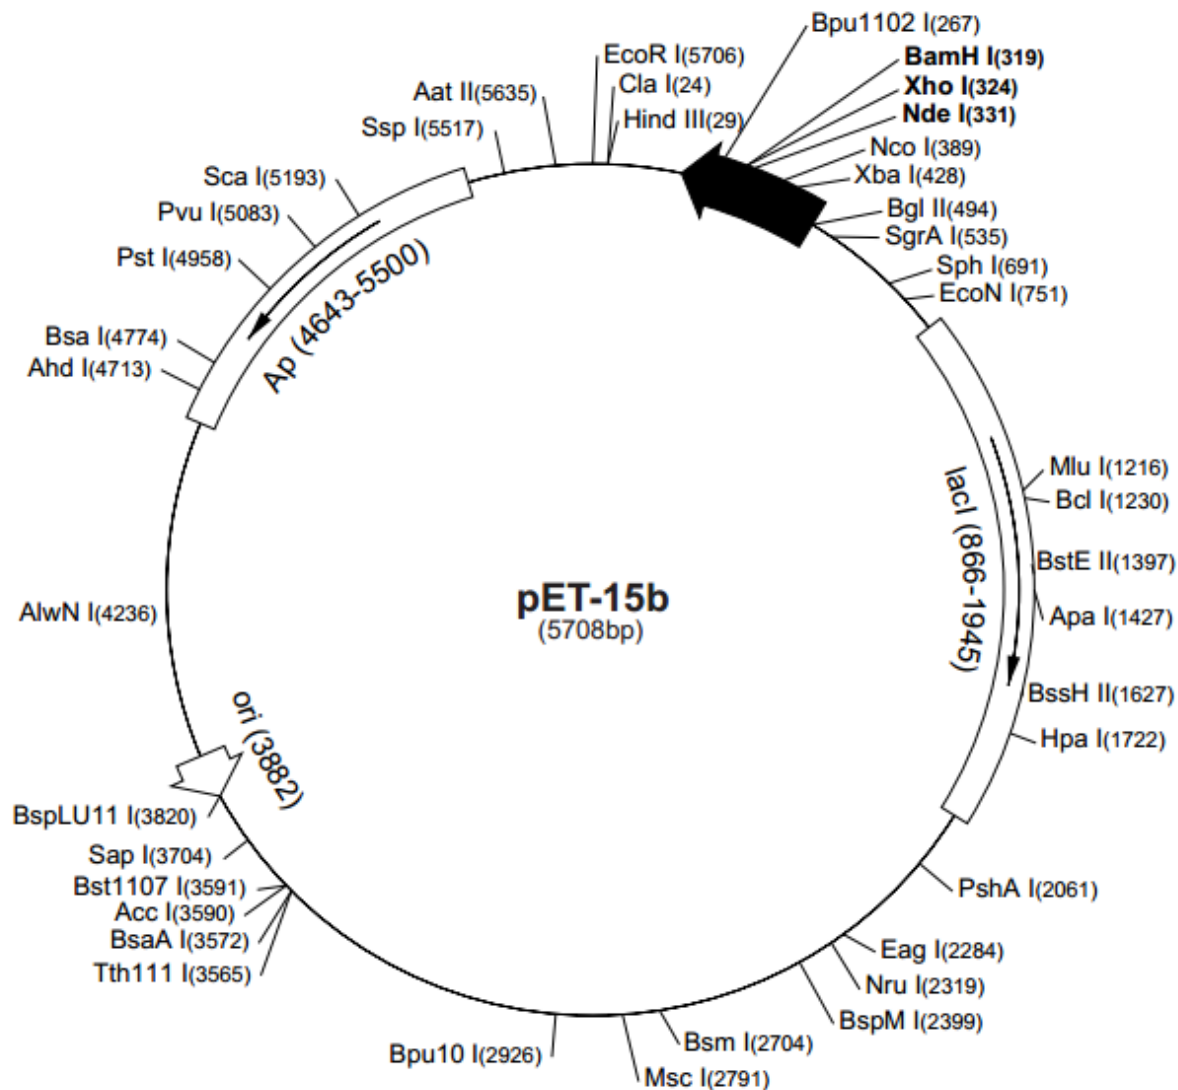 EcoR I(5706)
Cla I(24)
Hind III(29)
Bpu1102 I(267)
BamH I(319)
Xho I(324)
Nde I(331)
Nco I(389)
Xba I(428)
Bgl II(494)
SgrA I(535)
Sph I(691)
EcoN I(751)
lacI (866-1945)
Mlu I(1216)
Bcl I(1230)
BstE II(1397)
Apa I(1427)
BssH II(1627)
Hpa I(1722)
PshA I(2061)
Eag I(2284)
Nru I(2319)
BspM I(2399)
Bsm I(2704)
Msc I(2791)
Bpu10 I(2926)
Tth111 I(3565)
BsaA I(3572)
Acc I(3590)
Bst1107 I(3591)
Sap I(3704)
BspLU11 I(3820)
ori (3882)
AlwN I(4236)
Ahd I(4713)
Bsa I(4774)
Ap (4643-5500)
Pst I(4958)
Pvu I(5083)
Sca I(5193)
Ssp I(5517)
Aat II(5635)
pET-15b
(5708bp)